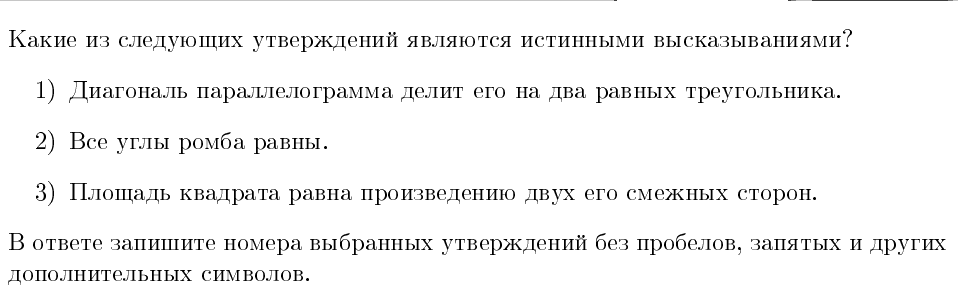 Какие из следующих утверждений являются истинными высказываниями?
1) Диагональ параллелограмма делит его на два равных треугольника.
2) Все углы ромба равны.
3) Площадь квадрата равна произведению двух его смежных сторон.
В ответе запишите номера выбранных утверждений без пробелов, запятых и других
дополнительных символов.